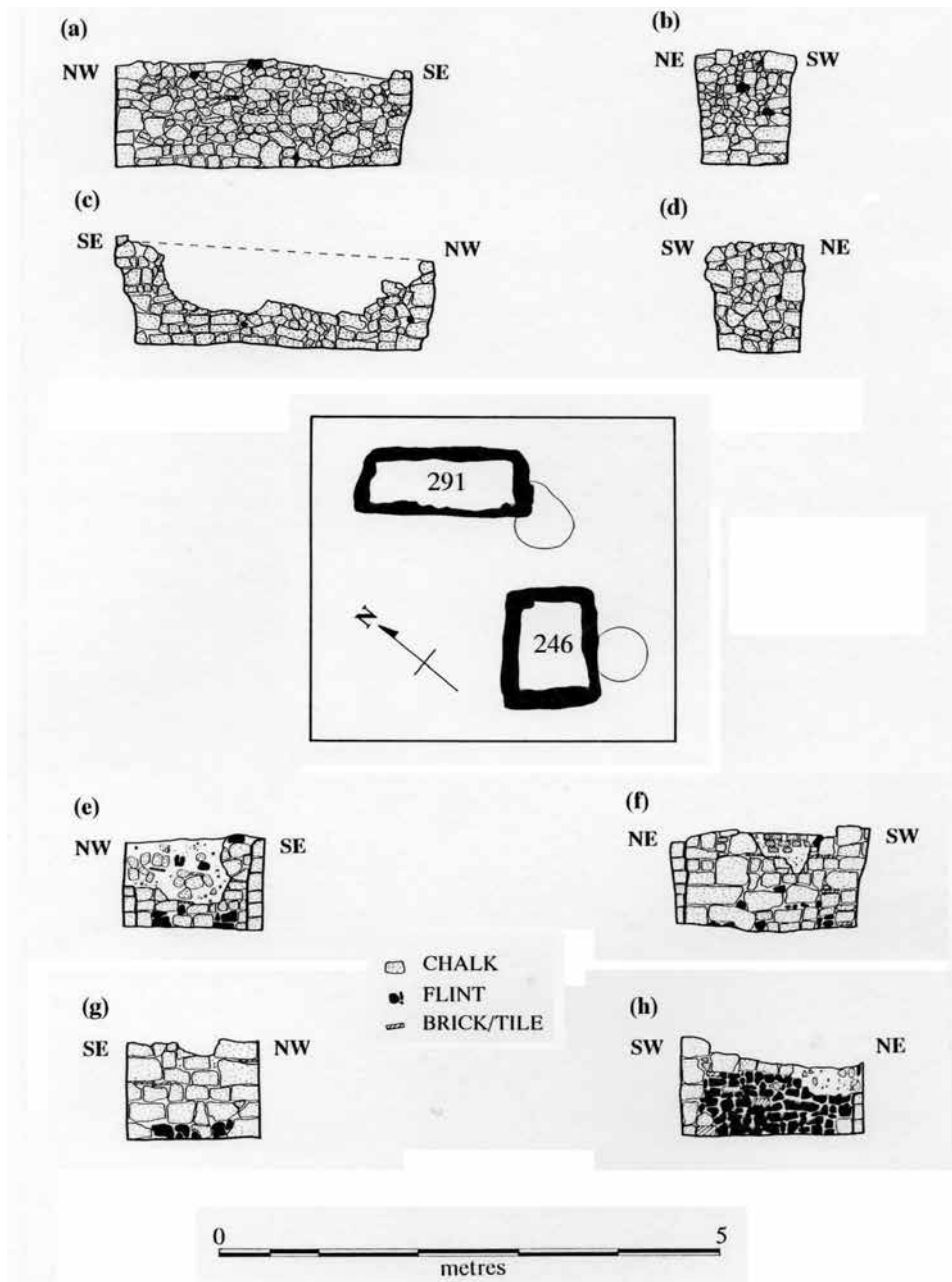 (a)
NW SE
(b)
NE SW
(c)
SE NW
(d)
SW NE
291
N
246
(e)
NW SE
(f)
NE SW
CHALK
FLINT
BRICK/TILE
(g)
SE NW
(h)
SW NE
0 5
metres